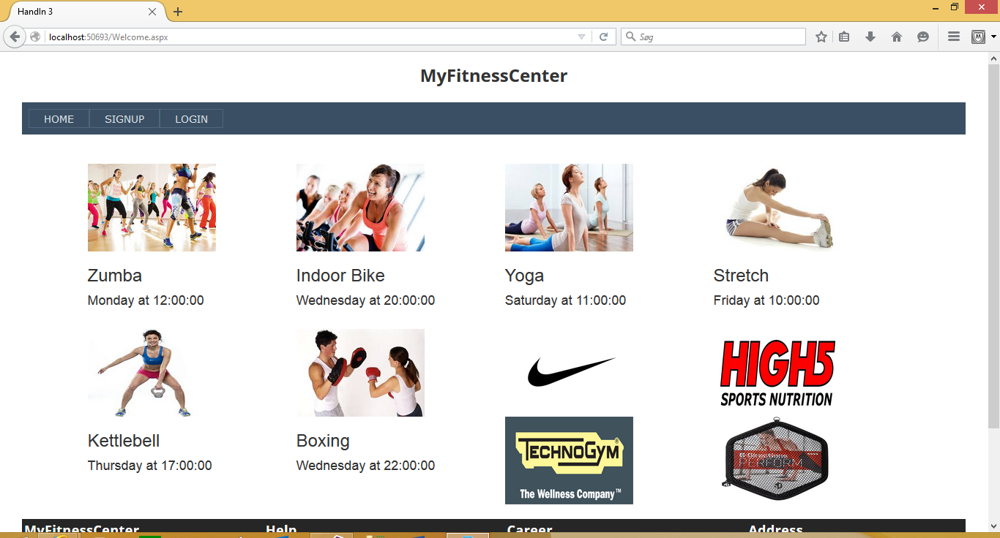 HandIn 3
localhost:50693/Welcome.aspx
Søg
MyFitnessCenter
HOME SIGNUP LOGIN
Zumba
Monday at 12:00:00
Indoor Bike
Wednesday at 20:00:00
Yoga
Saturday at 11:00:00
Stretch
Friday at 10:00:00
Kettlebell
Thursday at 17:00:00
Boxing
Wednesday at 22:00:00
HIGH5
SPORTS NUTRITION
TECHNOGYM®
The Wellness Company™
6-Directions
PERFORM
MyFitnessCenter Help Career Address